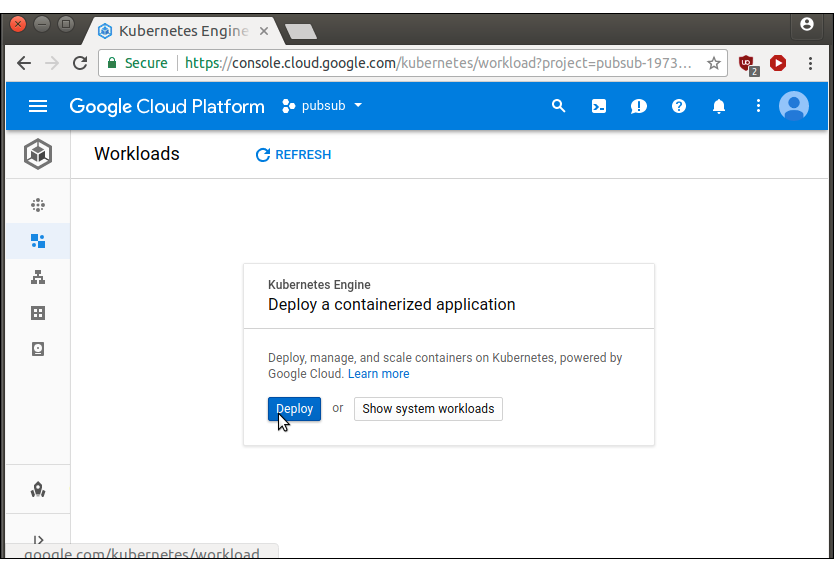 Kubernetes Engine
Secure https://console.cloud.google.com/kubernetes/workload?project=pubsub-1973...
2
Google Cloud Platform pubsub
Workloads REFRESH
Kubernetes Engine
Deploy a containerized application
Deploy, manage, and scale containers on Kubernetes, powered by
Google Cloud. Learn more
Deploy or Show system workloads
google.com/kubernetes/workload